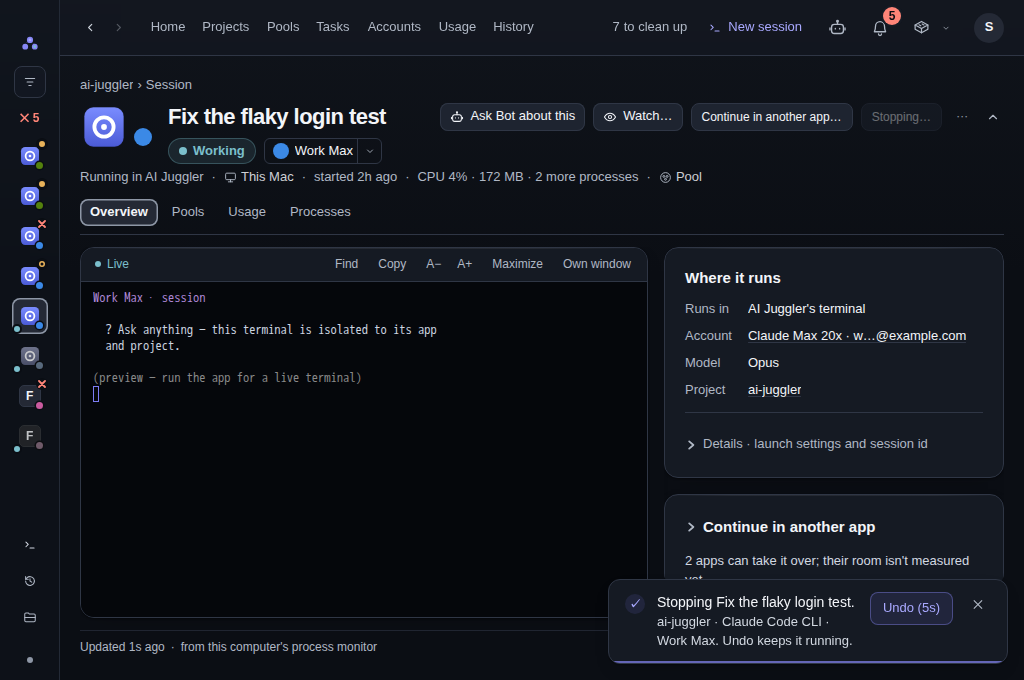 Home Projects Pools Tasks Accounts Usage History 7 to clean up New session 5 S
5
F
F
ai-juggler › Session
Fix the flaky login test
Ask Bot about this Watch… Continue in another app… Stopping… ···
Working Work Max
Running in AI Juggler · This Mac · started 2h ago · CPU 4% · 172 MB · 2 more processes · Pool
Overview Pools Usage Processes
Live Find Copy A− A+ Maximize Own window
Work Max · session
? Ask anything — this terminal is isolated to its app
and project.
(preview — run the app for a live terminal)
Updated 1s ago · from this computer's process monitor
Where it runs
Runs in AI Juggler's terminal
Account Claude Max 20x · w…@example.com
Model Opus
Project ai-juggler
Details · launch settings and session id
Continue in another app
2 apps can take it over; their room isn't measured
yet
Stopping Fix the flaky login test.
ai-juggler · Claude Code CLI ·
Work Max. Undo keeps it running.
Undo (5s)